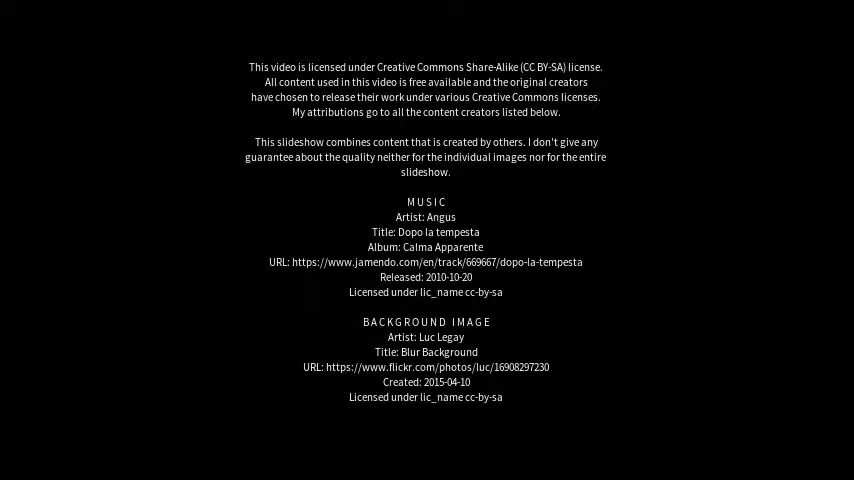 This video is licensed under Creative Commons Share-Alike (CC BY-SA) license.
All content used in this video is free available and the original creators
have chosen to release their work under various Creative Commons licenses.
My attributions go to all the content creators listed below.
This slideshow combines content that is created by others. I don't give any
guarantee about the quality neither for the individual images nor for the entire
slideshow.
MUSIC
Artist: Angus
Title: Dopo la tempesta
Album: Calma Apparente
URL: https://www.jamendo.com/en/track/669667/dopo-la-tempesta
Released: 2010-10-20
Licensed under lic_name cc-by-sa
BACKGROUND IMAGE
Artist: Luc Legay
Title: Blur Background
URL: https://www.flickr.com/photos/luc/16908297230
Created: 2015-04-10
Licensed under lic_name cc-by-sa